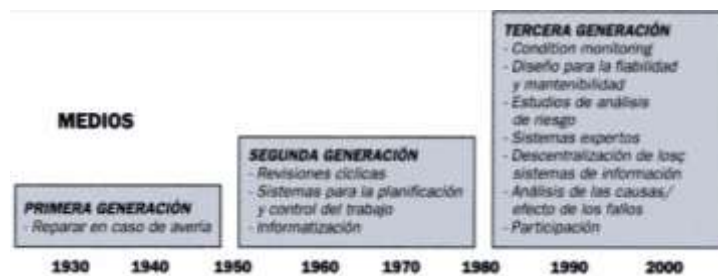 MEDIOS
PRIMERA GENERACIÓN
- Reparar en caso de avería
SEGUNDA GENERACIÓN
- Revisiones cíclicas
- Sistemas para la planificación
y control del trabajo
- Informatización
TERCERA GENERACIÓN
- Condition monitoring
- Diseño para la fiabilidad
y mantenibilidad
- Estudios de análisis
de riesgo
- Sistemas expertos
- Descentralización de losç
sistemas de información
- Análisis de las causas/
efecto de los fallos
- Participación
1930 1940 1950 1960 1970 1980 1990 2000